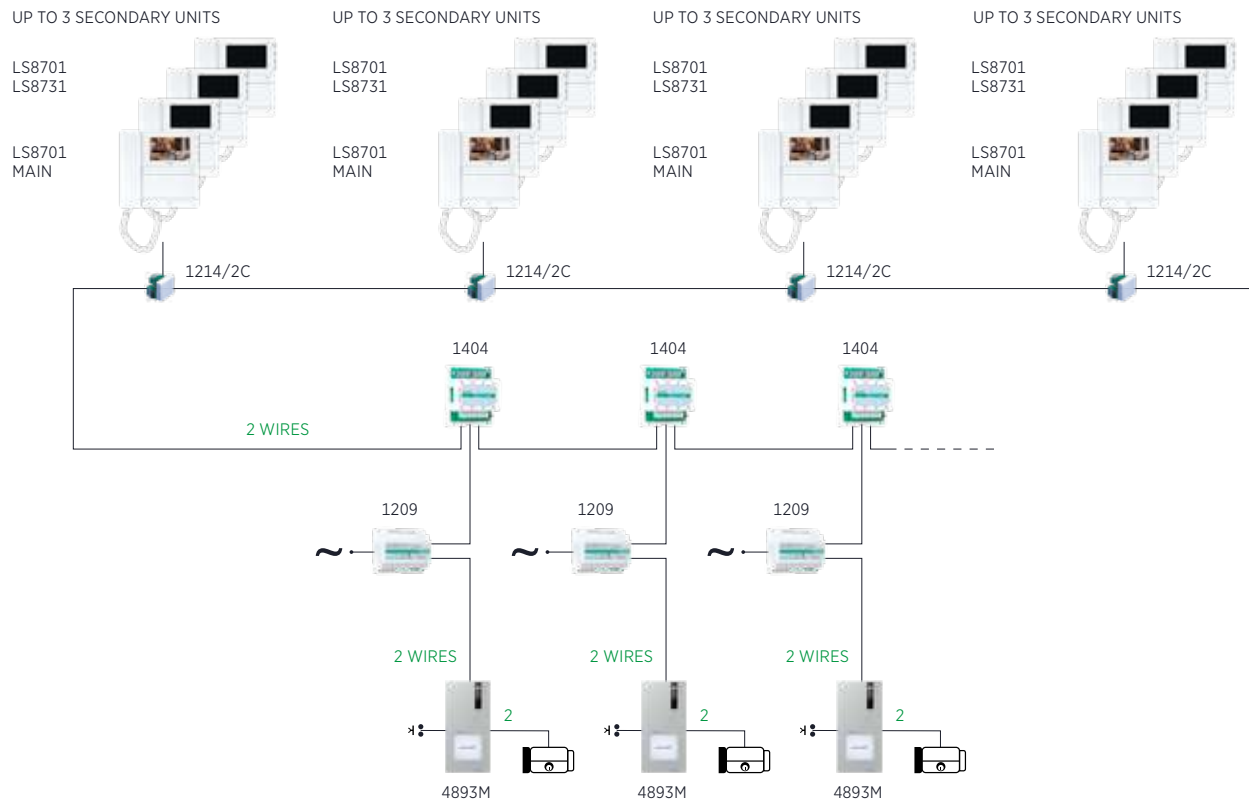 UP TO 3 SECONDARY UNITS
UP TO 3 SECONDARY UNITS
UP TO 3 SECONDARY UNITS
UP TO 3 SECONDARY UNITS
LS8701
LS8731
LS8701
LS8731
LS8701
LS8731
LS8701
LS8731
LS8701
MAIN
LS8701
MAIN
LS8701
MAIN
LS8701
MAIN
1214/2C
1214/2C
1214/2C
1214/2C
1404
1404
1404
2 WIRES
1209
1209
1209
~
~
~
2 WIRES
2 WIRES
2 WIRES
2
2
2
4893M
4893M
4893M